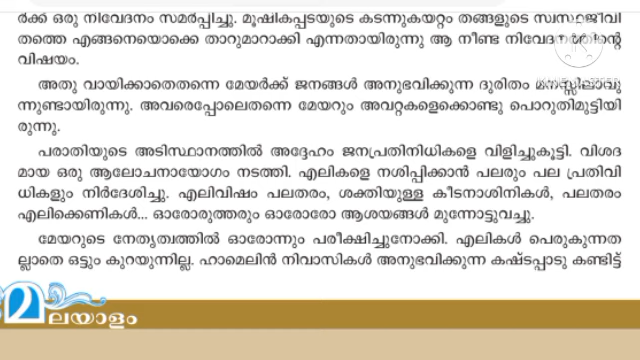 ർക്ക് ഒരു നിവേദനം സമർപ്പിച്ചു. മൂഷികപ്പടയുടെ കടന്നുകയറ്റം തങ്ങളുടെ സ്വസ്ഥജീവി
തത്തെ എങ്ങനെയൊക്കെ താറുമാറാക്കി എന്നതായിരുന്നു ആ നീണ്ട നിവേദനത്തിന്റെ
വിഷയം.
അതു വായിക്കാതെതന്നെ മേയർക്ക് ജനങ്ങൾ അനുഭവിക്കുന്ന ദുരിതം മനസ്സിലാവു
ന്നുണ്ടായിരുന്നു. അവരെപ്പോലെതന്നെ മേയറും അവറ്റകളെക്കൊണ്ടു പൊറുതിമുട്ടിയി
രുന്നു.
പരാതിയുടെ അടിസ്ഥാനത്തിൽ അദ്ദേഹം ജനപ്രതിനിധികളെ വിളിച്ചുകൂട്ടി. വിശദ
മായ ഒരു ആലോചനായോഗം നടത്തി. എലികളെ നശിപ്പിക്കാൻ പലരും പല പ്രതിവി
ധികളും നിർദേശിച്ചു. എലിവിഷം പലതരം, ശക്തിയുള്ള കീടനാശിനികൾ, പലതരം
എലിക്കെണികൾ... ഓരോരുത്തരും ഓരോരോ ആശയങ്ങൾ മുന്നോട്ടുവച്ചു.
മേയറുടെ നേതൃത്വത്തിൽ ഓരോന്നും പരീക്ഷിച്ചുനോക്കി. എലികൾ പെരുകുന്നത
ല്ലാതെ ഒട്ടും കുറയുന്നില്ല. ഹാമെലിൻ നിവാസികൾ അനുഭവിക്കുന്ന കഷ്ടപ്പാടു കണ്ടിട്ട്
മലയാളം